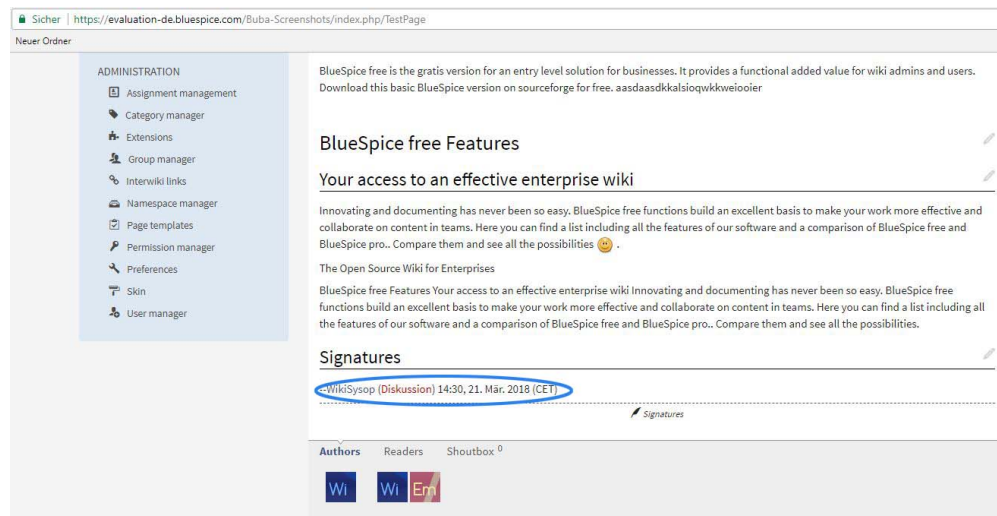 Sicher | https://evaluation-de.bluespice.com/Buba-Screenshots/index.php/TestPage
Neuer Ordner
ADMINISTRATION
Assignment management
Category manager
Extensions
Group manager
Interwiki links
Namespace manager
Page templates
Permission manager
Preferences
Skin
User manager
BlueSpice free is the gratis version for an entry level solution for businesses. It provides a functional added value for wiki admins and users.
Download this basic BlueSpice version on sourceforge for free. aasdaasdkkalsioqwkkweiooier
BlueSpice free Features
Your access to an effective enterprise wiki
Innovating and documenting has never been so easy. BlueSpice free functions build an excellent basis to make your work more effective and
collaborate on content in teams. Here you can find a list including all the features of our software and a comparison of BlueSpice free and
BlueSpice pro.. Compare them and see all the possibilities .
The Open Source Wiki for Enterprises
BlueSpice free Features Your access to an effective enterprise wiki Innovating and documenting has never been so easy. BlueSpice free
functions build an excellent basis to make your work more effective and collaborate on content in teams. Here you can find a list including all
the features of our software and a comparison of BlueSpice free and BlueSpice pro.. Compare them and see all the possibilities.
Signatures
--WikiSysop (Diskussion) 14:30, 21. Mär. 2018 (CET)
Signatures
Authors Readers Shoutbox 0
Wi Wi Em